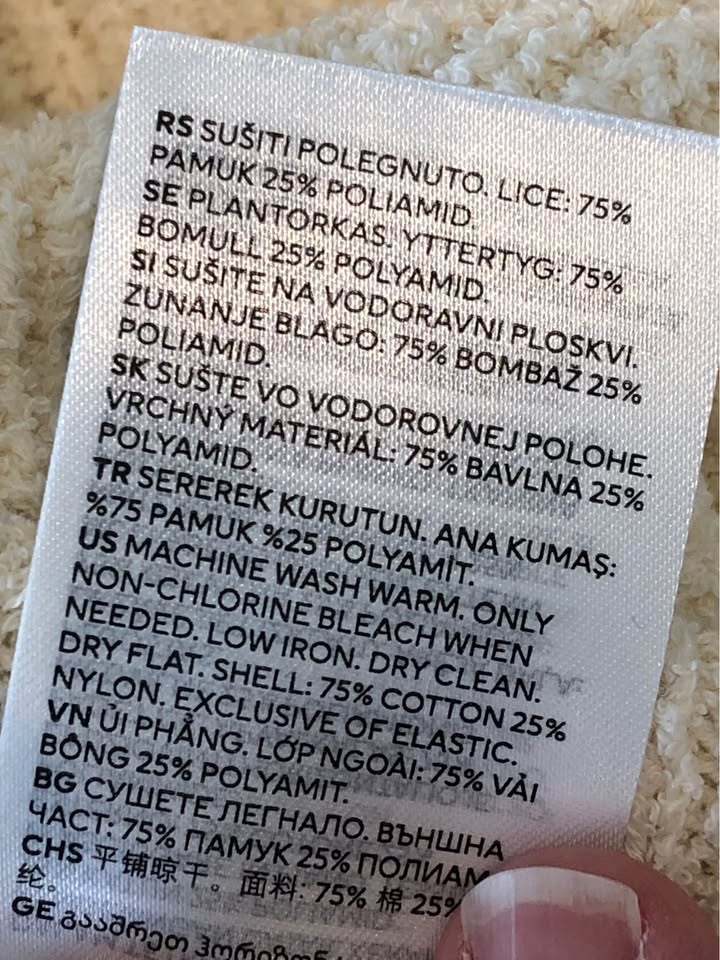 RS SUŠITI POLEGNUTO. LICE: 75%
PAMUK 25% POLIAMID.
SE PLANTORKAS. YTTERTYG: 75%
BOMULL 25% POLYAMID.
SI SUŠITE NA VODORAVNI PLOSKVI.
ZUNANJE BLAGO: 75% BOMBAŽ 25%
POLIAMID.
SK SUŠTE VO VODOROVNEJ POLOHE.
VRCHNÝ MATERIÁL: 75% BAVLNA 25%
POLYAMID.
TR SEREREK KURUTUN. ANA KUMAŞ:
%75 PAMUK %25 POLYAMİT.
US MACHINE WASH WARM. ONLY
NON-CHLORINE BLEACH WHEN
NEEDED. LOW IRON. DRY CLEAN.
DRY FLAT. SHELL: 75% COTTON 25%
NYLON. EXCLUSIVE OF ELASTIC.
VN ỦI PHẲNG. LỚP NGOÀI: 75% VẢI
BÔNG 25% POLYAMIT.
BG СУШЕТЕ ЛЕГНАЛО. ВЪНШНА
ЧАСТ: 75% ПАМУК 25%
CHS 平铺晾干。面料: 75% 棉 25%
纶。
GE გააშრეთ